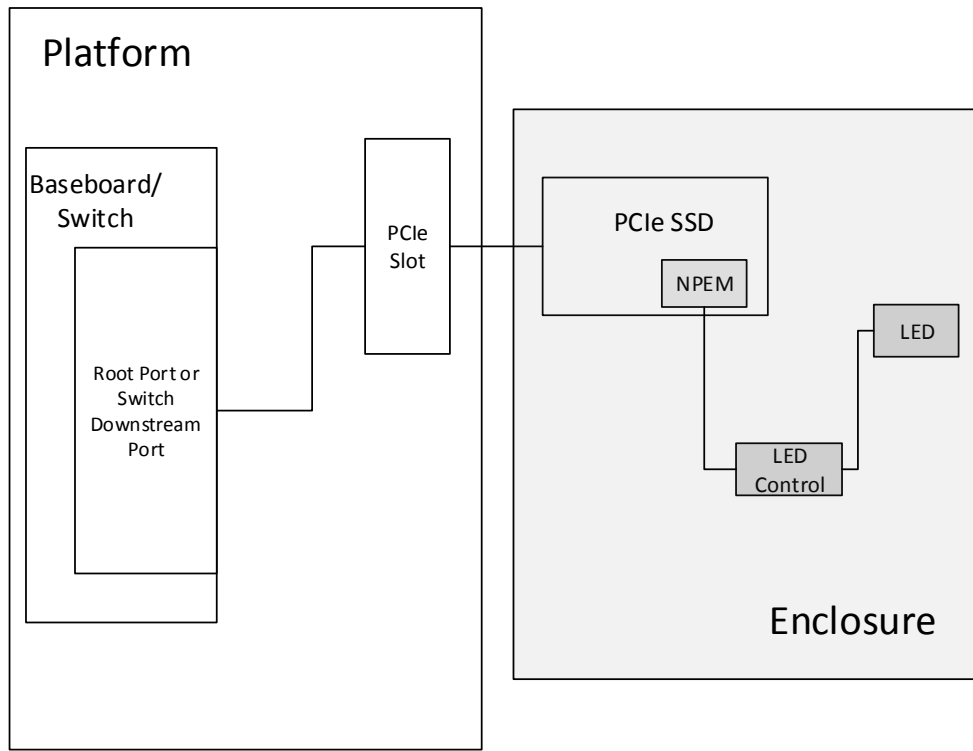 Platform
Baseboard/
Switch
Root Port or
Switch
Downstream
Port
PCIe
Slot
PCIe SSD
NPEM
LED
LED
Control
Enclosure